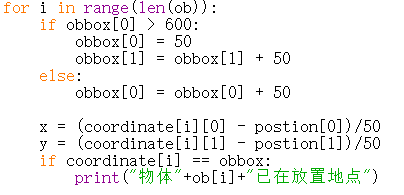 for i in range(len(ob)):
    if obbox[0] > 600:
        obbox[0] = 50
        obbox[1] = obbox[1] + 50
    else:
        obbox[0] = obbox[0] + 50

    x = (coordinate[i][0] - postion[0])/50
    y = (coordinate[i][1] - postion[1])/50
    if coordinate[i] == obbox:
        print("物体"+ob[i]+"已在放置地点")